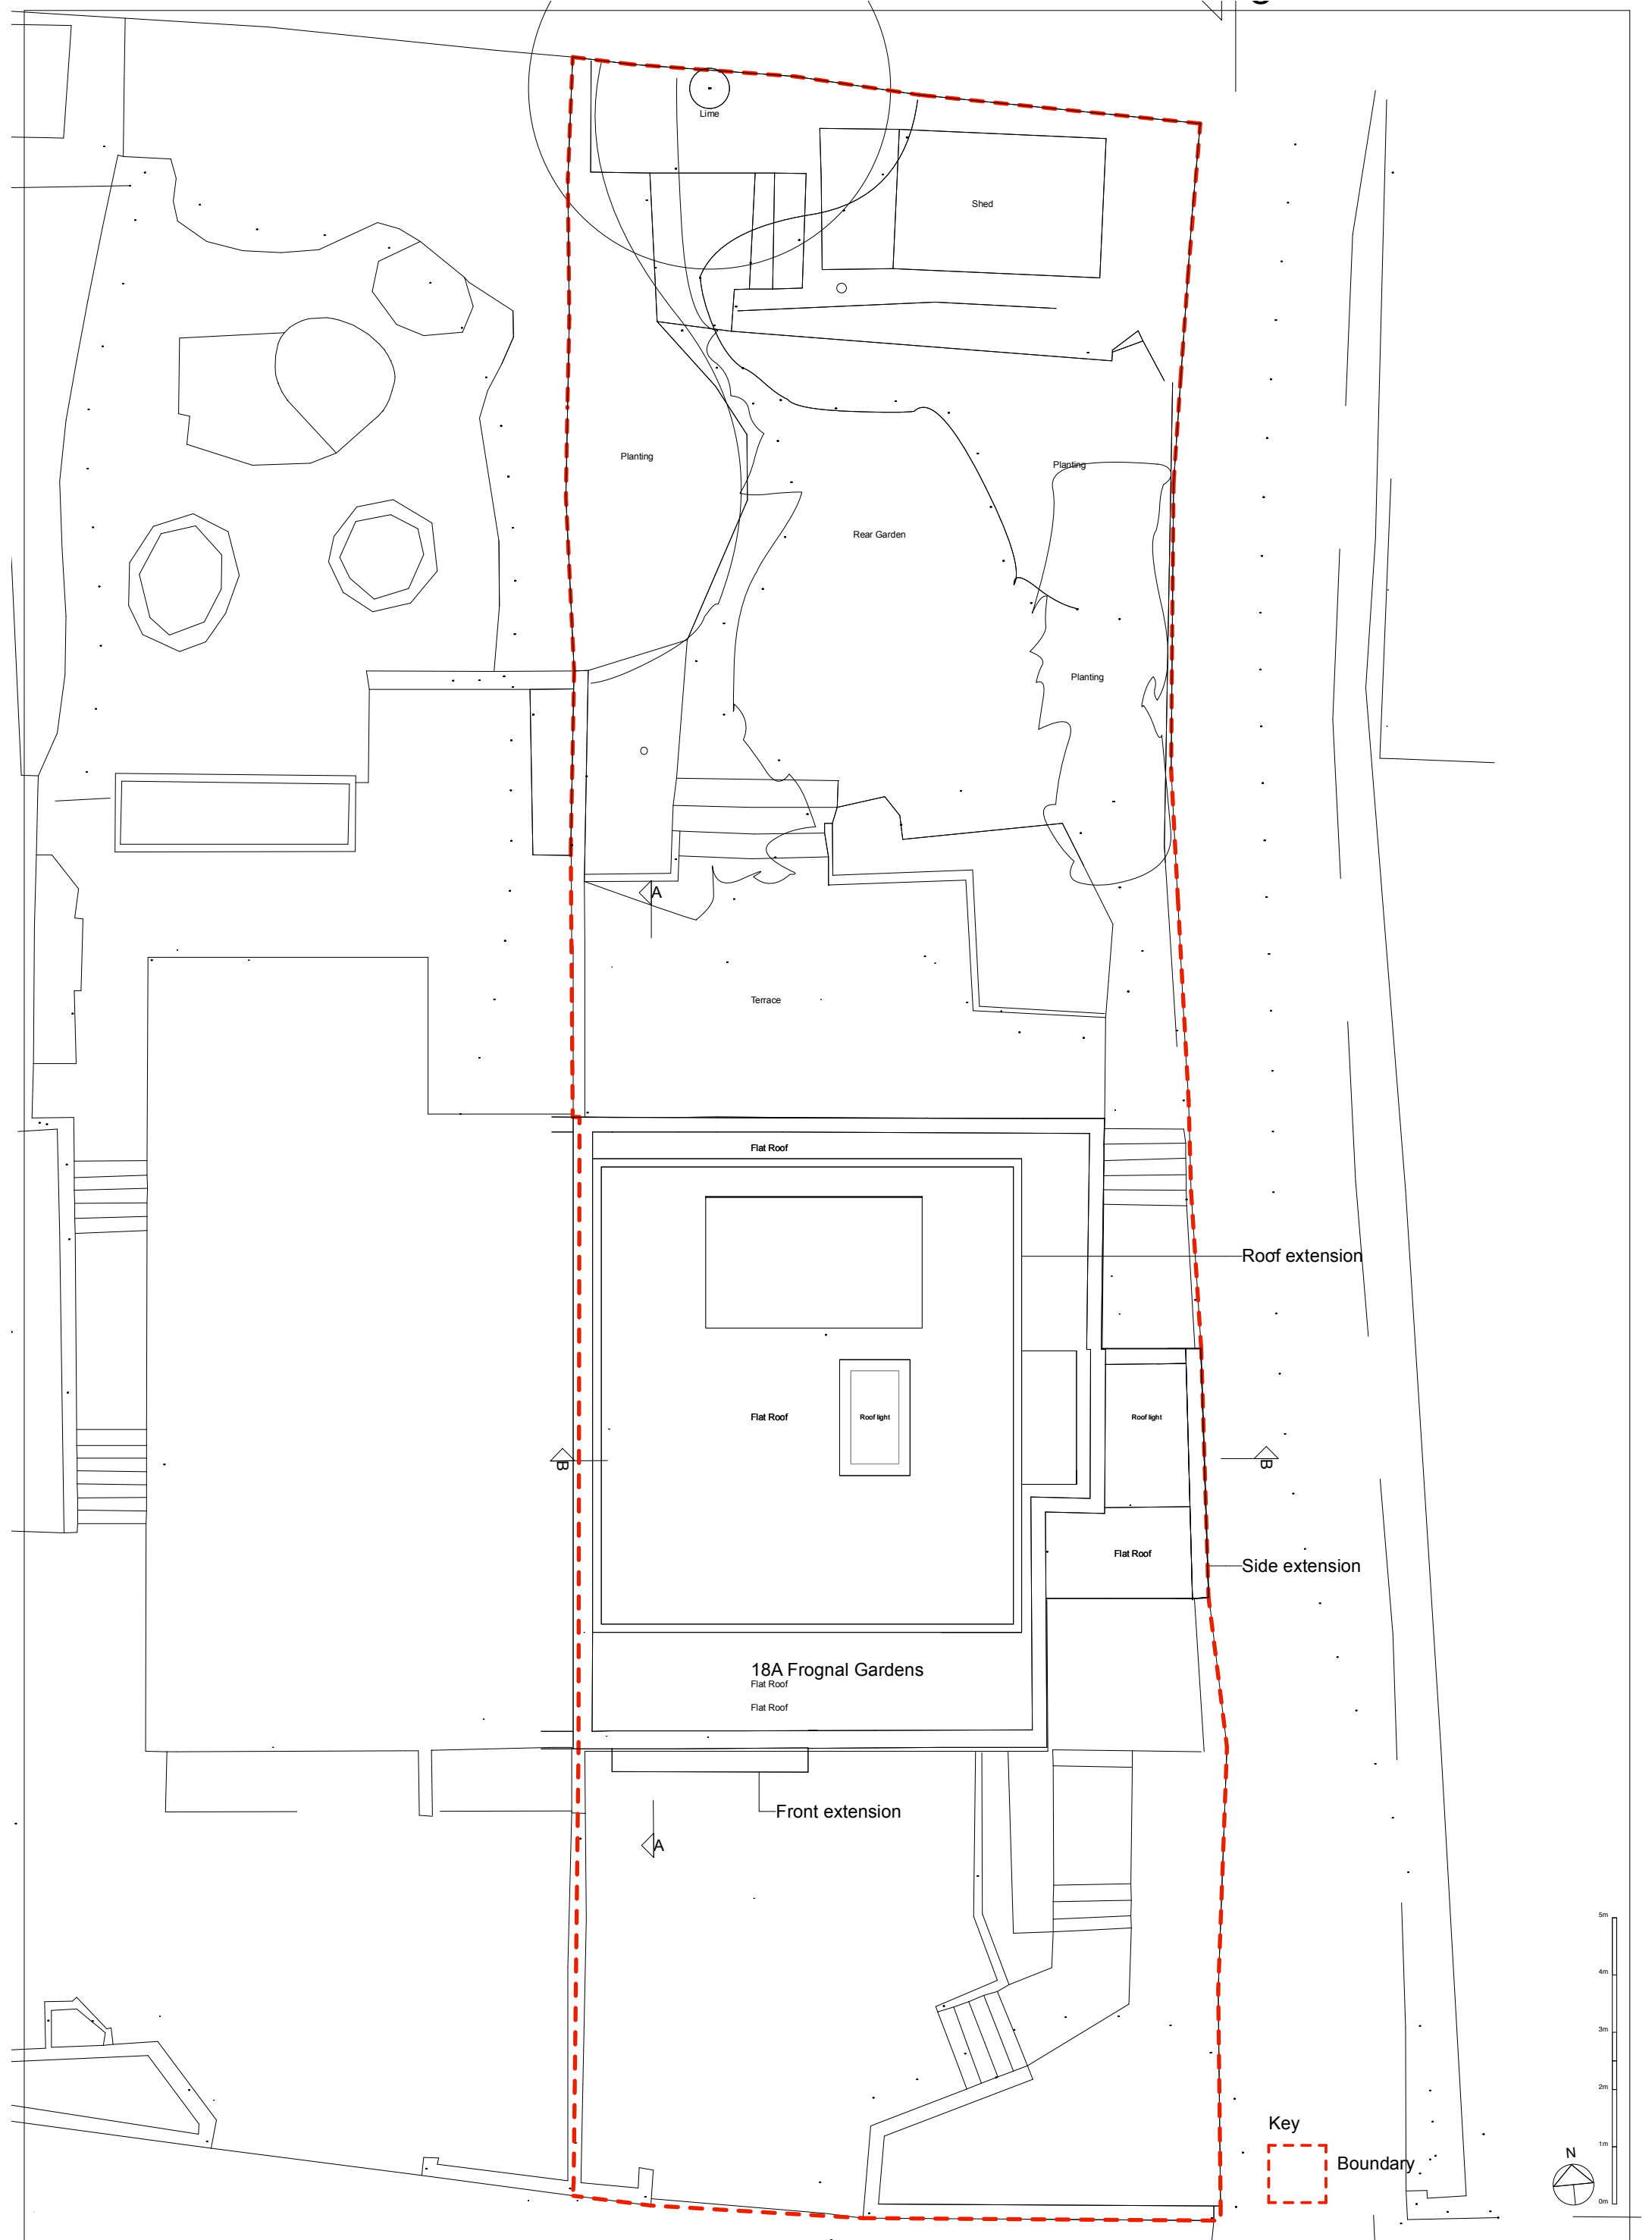 Lime
Shed
Planting
Planting
Rear Garden
Planting
A
Terrace
Flat Roof
Roof extension
Flat Roof
Roof light
Roof light
B
B
Flat Roof
Side extension
18A Frognal Gardens
Flat Roof
Flat Roof
Front extension
A
5m
4m
3m
2m
1m
0m
Key
Boundary
N